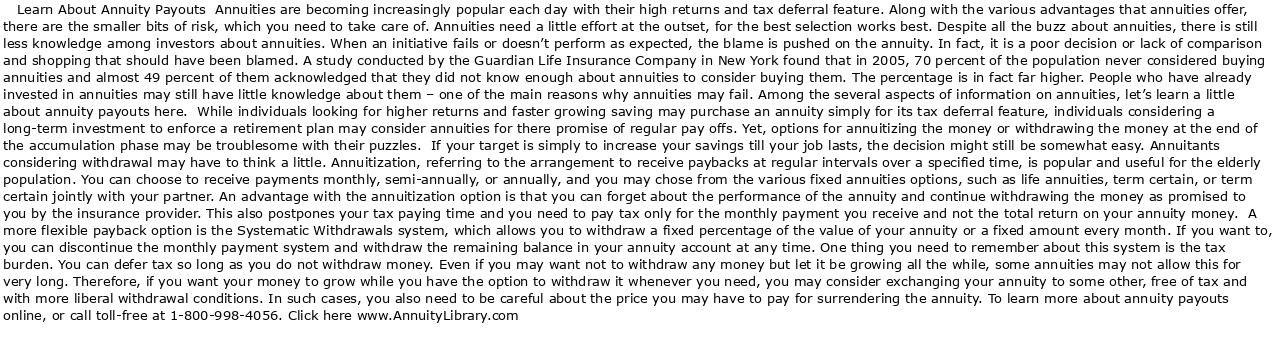 Learn About Annuity Payouts  Annuities are becoming increasingly popular each day with their high returns and tax deferral feature. Along with the various advantages that annuities offer,
there are the smaller bits of risk, which you need to take care of. Annuities need a little effort at the outset, for the best selection works best. Despite all the buzz about annuities, there is still
less knowledge among investors about annuities. When an initiative fails or doesn’t perform as expected, the blame is pushed on the annuity. In fact, it is a poor decision or lack of comparison
and shopping that should have been blamed. A study conducted by the Guardian Life Insurance Company in New York found that in 2005, 70 percent of the population never considered buying
annuities and almost 49 percent of them acknowledged that they did not know enough about annuities to consider buying them. The percentage is in fact far higher. People who have already
invested in annuities may still have little knowledge about them – one of the main reasons why annuities may fail. Among the several aspects of information on annuities, let’s learn a little
about annuity payouts here.  While individuals looking for higher returns and faster growing saving may purchase an annuity simply for its tax deferral feature, individuals considering a
long-term investment to enforce a retirement plan may consider annuities for there promise of regular pay offs. Yet, options for annuitizing the money or withdrawing the money at the end of
the accumulation phase may be troublesome with their puzzles.  If your target is simply to increase your savings till your job lasts, the decision might still be somewhat easy. Annuitants
considering withdrawal may have to think a little. Annuitization, referring to the arrangement to receive paybacks at regular intervals over a specified time, is popular and useful for the elderly
population. You can choose to receive payments monthly, semi-annually, or annually, and you may chose from the various fixed annuities options, such as life annuities, term certain, or term
certain jointly with your partner. An advantage with the annuitization option is that you can forget about the performance of the annuity and continue withdrawing the money as promised to
you by the insurance provider. This also postpones your tax paying time and you need to pay tax only for the monthly payment you receive and not the total return on your annuity money.  A
more flexible payback option is the Systematic Withdrawals system, which allows you to withdraw a fixed percentage of the value of your annuity or a fixed amount every month. If you want to,
you can discontinue the monthly payment system and withdraw the remaining balance in your annuity account at any time. One thing you need to remember about this system is the tax
burden. You can defer tax so long as you do not withdraw money. Even if you may want not to withdraw any money but let it be growing all the while, some annuities may not allow this for
very long. Therefore, if you want your money to grow while you have the option to withdraw it whenever you need, you may consider exchanging your annuity to some other, free of tax and
with more liberal withdrawal conditions. In such cases, you also need to be careful about the price you may have to pay for surrendering the annuity. To learn more about annuity payouts
online, or call toll-free at 1-800-998-4056. Click here www.AnnuityLibrary.com